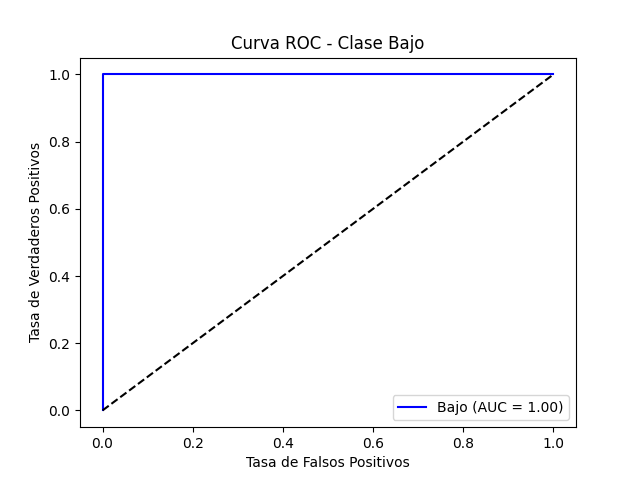 Curva ROC - Clase Bajo
Tasa de Verdaderos Positivos
1.0
0.8
0.6
0.4
0.2
0.0
Bajo (AUC = 1.00)
0.0 0.2 0.4 0.6 0.8 1.0
Tasa de Falsos Positivos